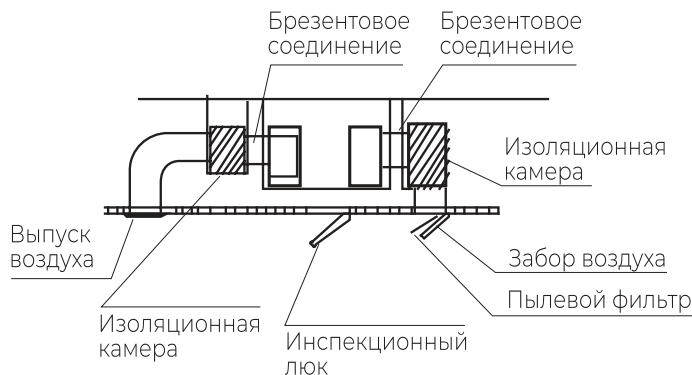 Брезентовое
соединение
Брезентовое
соединение
Изоляционная
камера
Выпуск
воздуха
Забор воздуха
Пылевой фильтр
Изоляционная
камера
Инспекционный
люк